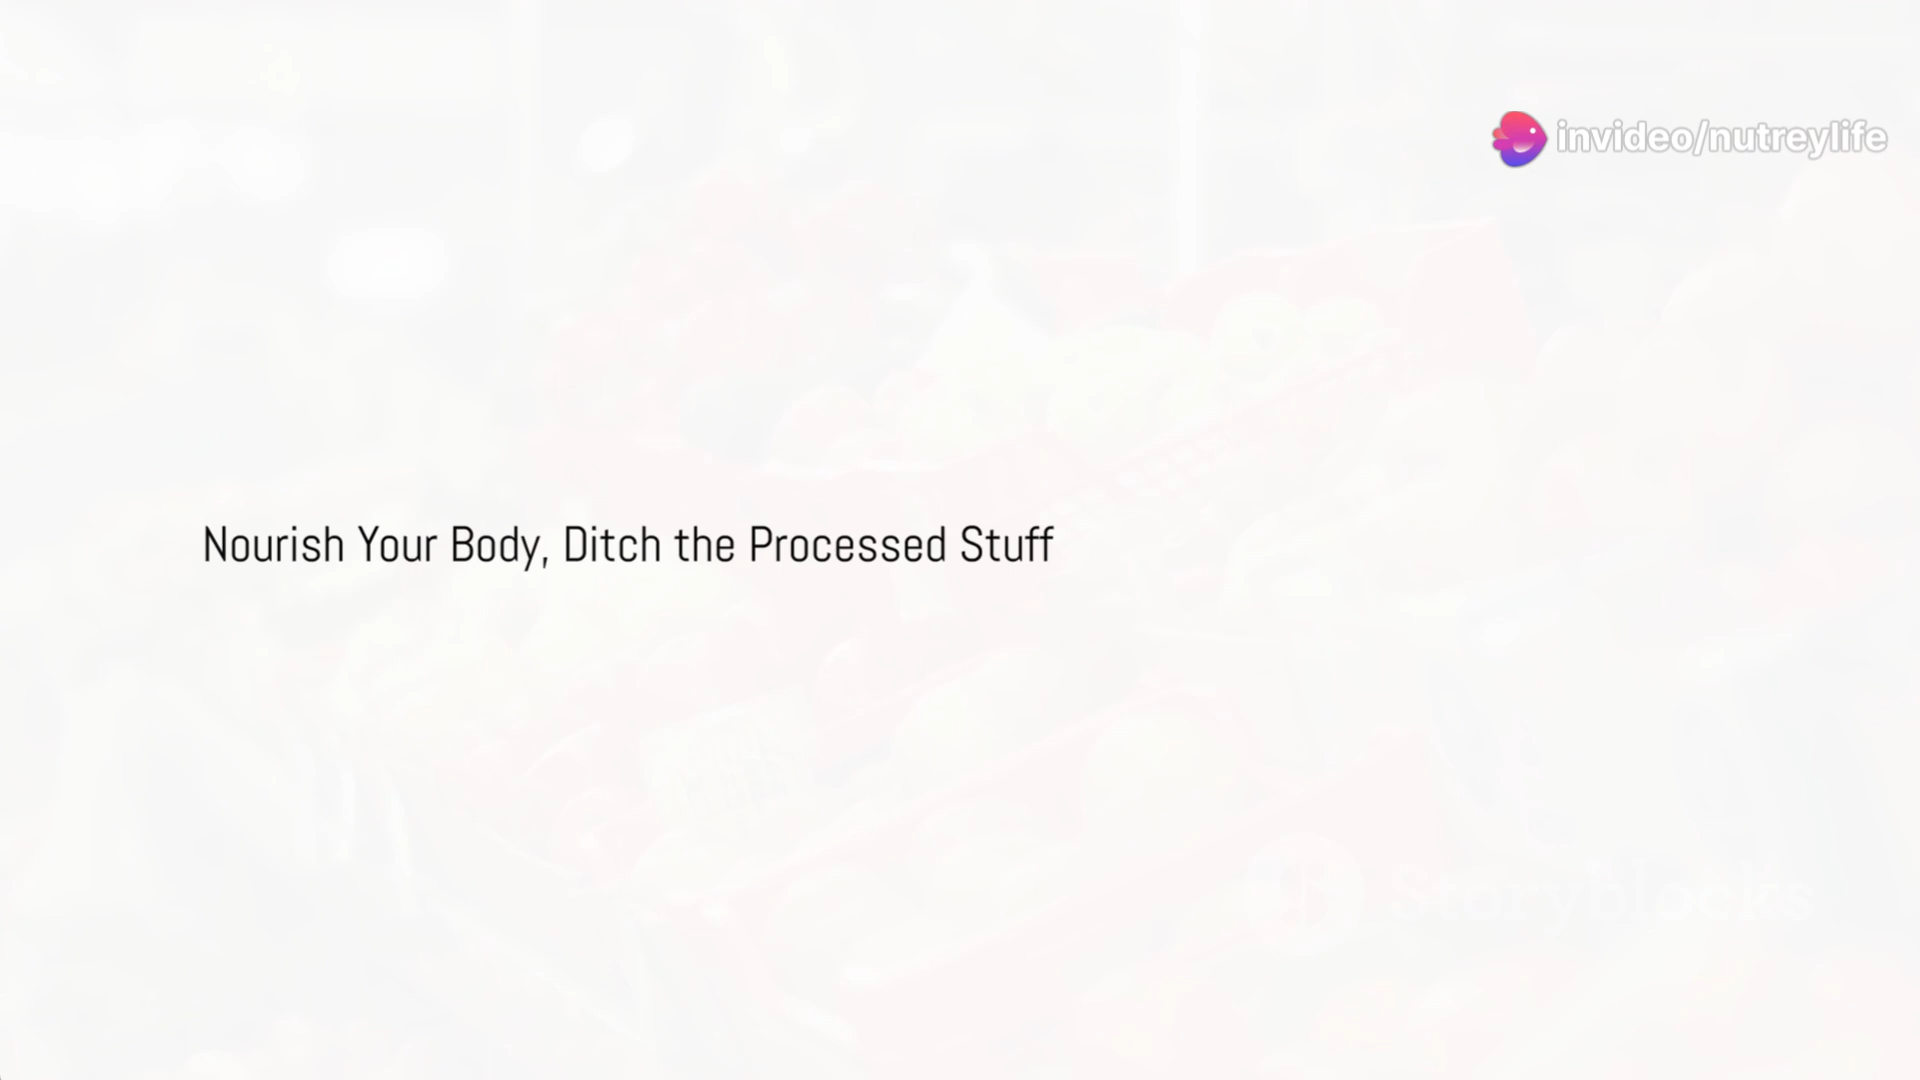 invideo/nutreylife
Nourish Your Body, Ditch the Processed Stuff
Storyblocks